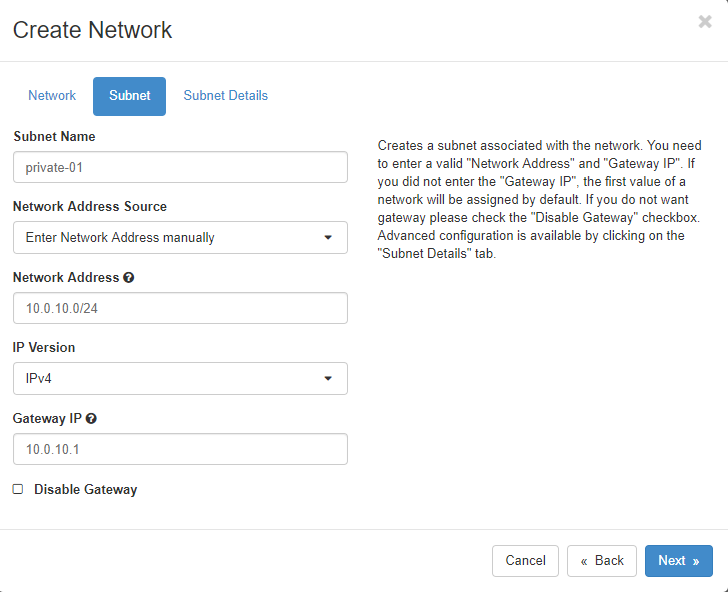 Create Network
×
Network Subnet Subnet Details
Subnet Name
private-01
Network Address Source
Enter Network Address manually
Network Address ?
10.0.10.0/24
IP Version
IPv4
Gateway IP ?
10.0.10.1
Disable Gateway
Creates a subnet associated with the network. You need
to enter a valid "Network Address" and "Gateway IP". If
you did not enter the "Gateway IP", the first value of a
network will be assigned by default. If you do not want
gateway please check the "Disable Gateway" checkbox.
Advanced configuration is available by clicking on the
"Subnet Details" tab.
Cancel « Back Next »